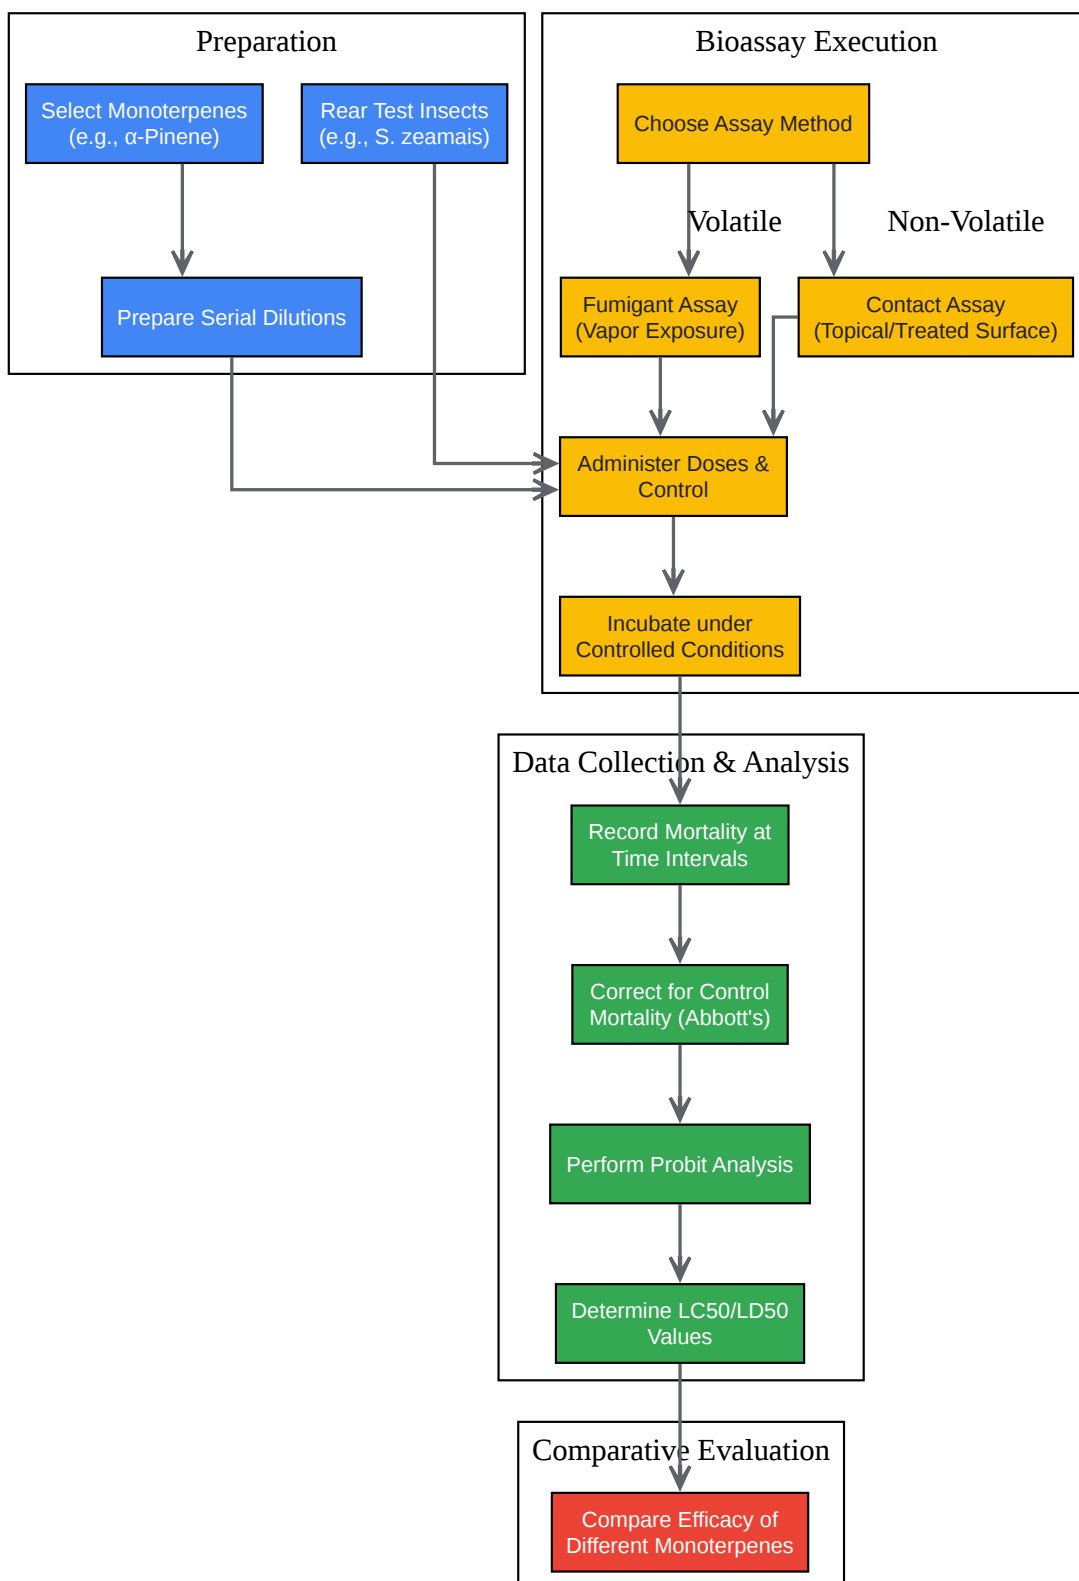 Preparation
Select Monoterpenes
(e.g., α-Pinene)
Rear Test Insects
(e.g., S. zeamais)
Prepare Serial Dilutions
Bioassay Execution
Choose Assay Method
Volatile
Non-Volatile
Fumigant Assay
(Vapor Exposure)
Contact Assay
(Topical/Treated Surface)
Administer Doses &
Control
Incubate under
Controlled Conditions
Data Collection & Analysis
Record Mortality at
Time Intervals
Correct for Control
Mortality (Abbott's)
Perform Probit Analysis
Determine LC50/LD50
Values
Comparative Evaluation
Compare Efficacy of
Different Monoterpenes